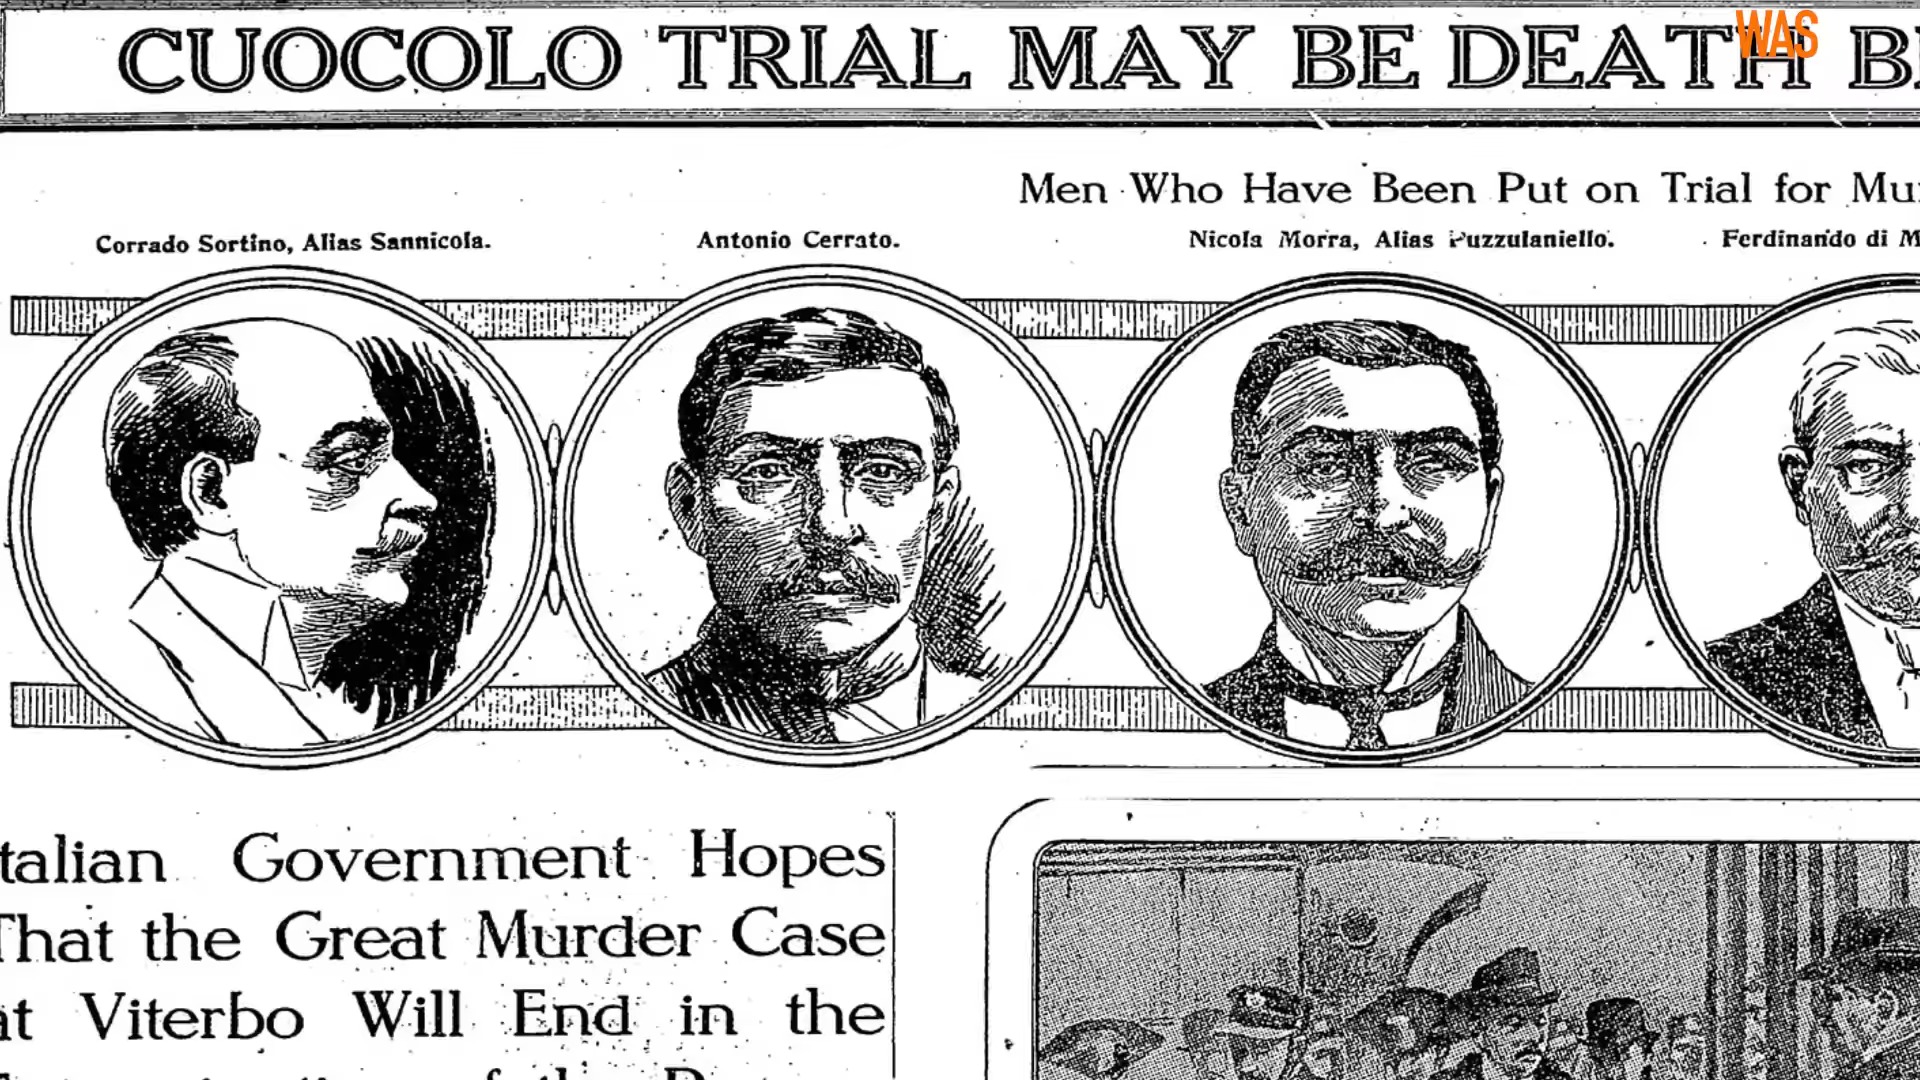 CUOCOLO TRIAL MAY BE DEATH
WAS
Men Who Have Been Put on Trial for
Corrado Sortino, Alias Sannicola.
Antonio Cerrato.
Nicola Morra, Alias Puzzulaniello.
Ferdinando di
talian Government Hopes
That the Great Murder Case
at Viterbo Will End in the